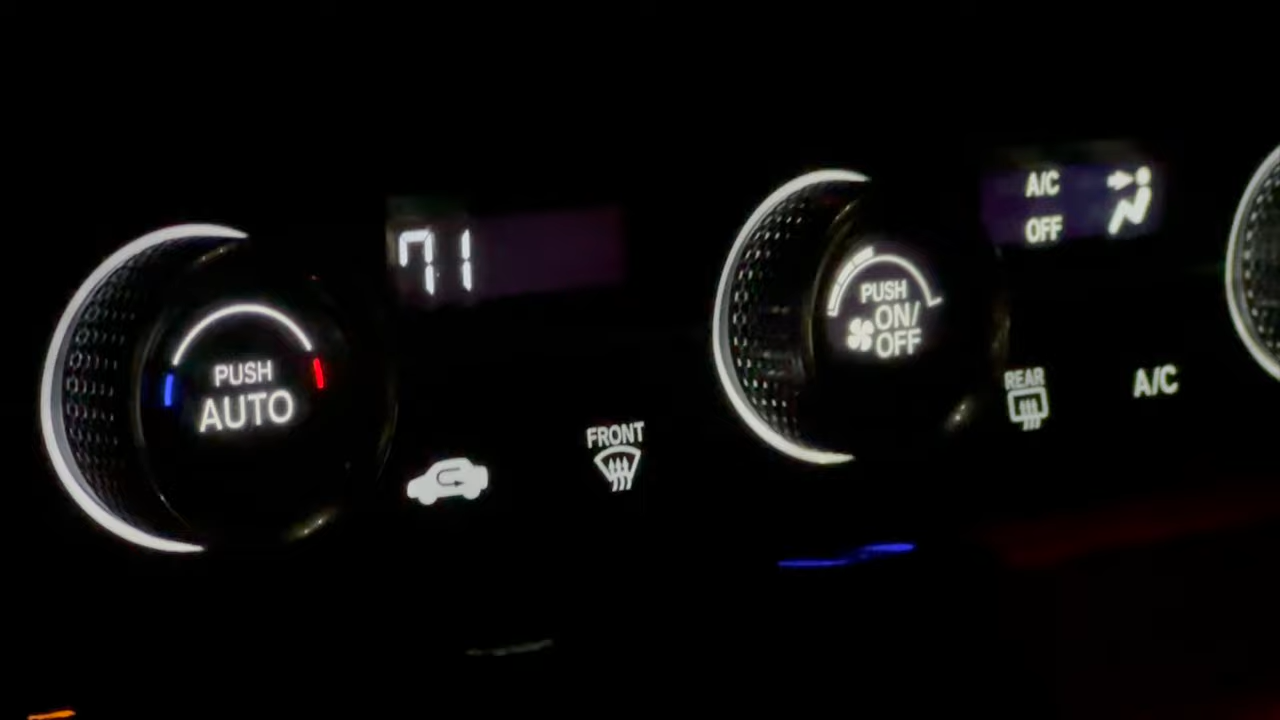 71
PUSH
AUTO
FRONT
PUSH
ON/
OFF
A/C
OFF
REAR
A/C